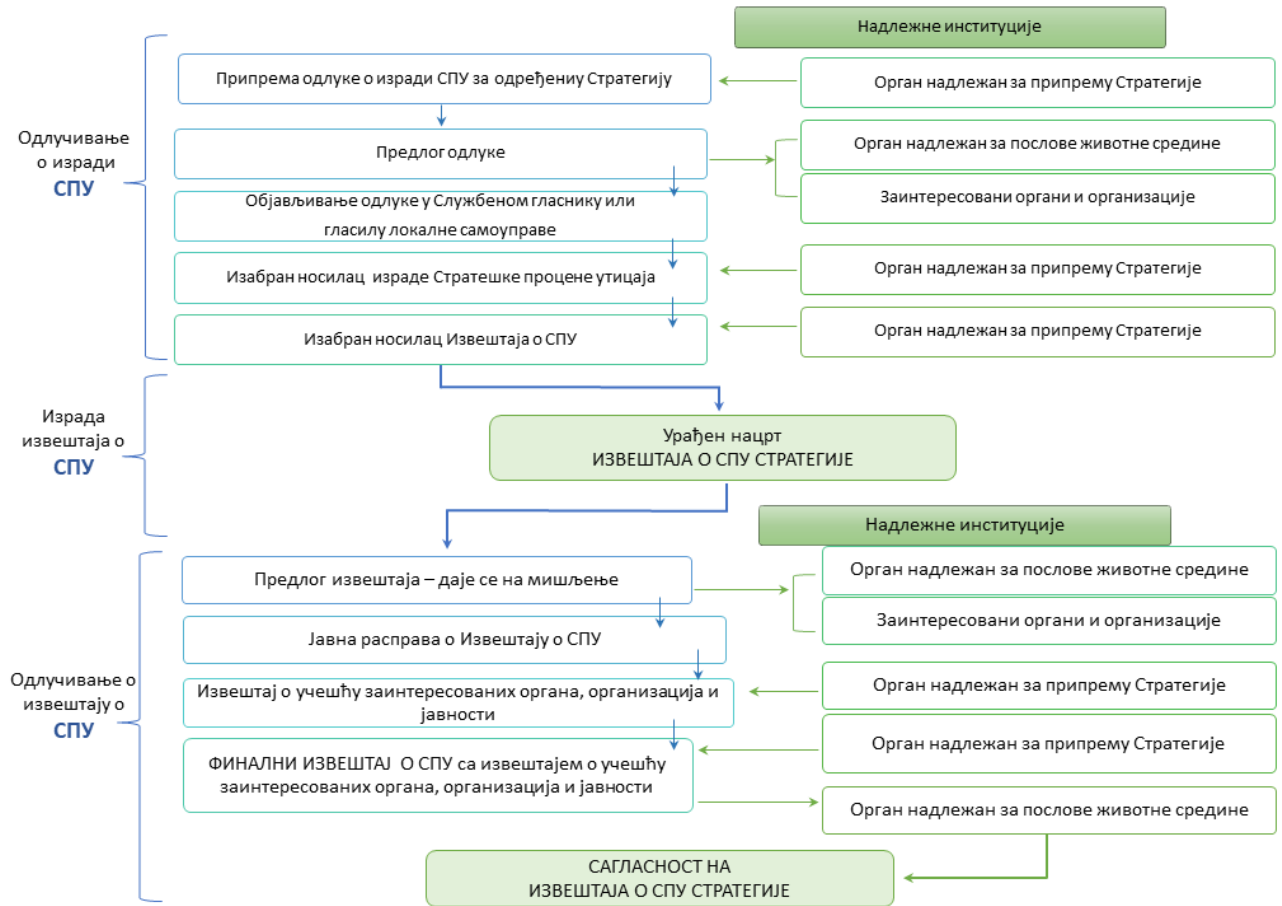 Надлежне институције
Припрема одлуке о изради СПУ за одређениу Стратегију
Орган надлежан за припрему Стратегије
Одлучивање
о изради
СПУ
Предлог одлуке
Орган надлежан за послове животне средине
Заинтересовани органи и организације
Објављивање одлуке у Службеном гласнику или
гласилу локалне самоуправе
Изабран носилац израде Стратешке процене утицаја
Орган надлежан за припрему Стратегије
Изабран носилац Извештаја о СПУ
Орган надлежан за припрему Стратегије
Израда
извештаја о
СПУ
Урађен нацрт
ИЗВЕШТАЈА О СПУ СТРАТЕГИЈЕ
Надлежне институције
Предлог извештаја – даје се на мишљење
Орган надлежан за послове животне средине
Заинтересовани органи и организације
Јавна расправа о Извештају о СПУ
Одлучивање о
извештају о
СПУ
Извештај о учешћу заинтересованих органа, организација и
јавности
Орган надлежан за припрему Стратегије
ФИНАЛНИ ИЗВЕШТАЈ О СПУ са извештајем о учешћу
заинтересованих органа, организација и јавности
Орган надлежан за припрему Стратегије
Орган надлежан за послове животне средине
САГЛАСНОСТ НА
ИЗВЕШТАЈА О СПУ СТРАТЕГИЈЕ